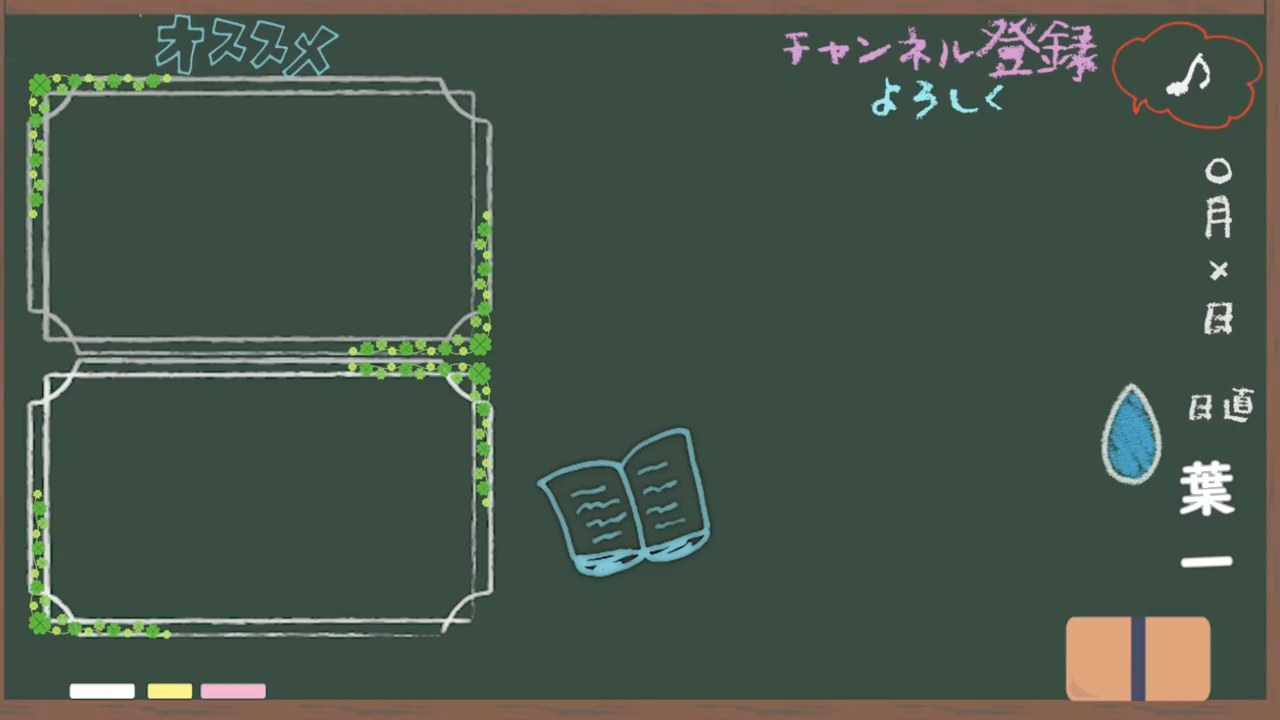 オススメ
チャンネル登録
よろしく
○月×日
日直
葉一